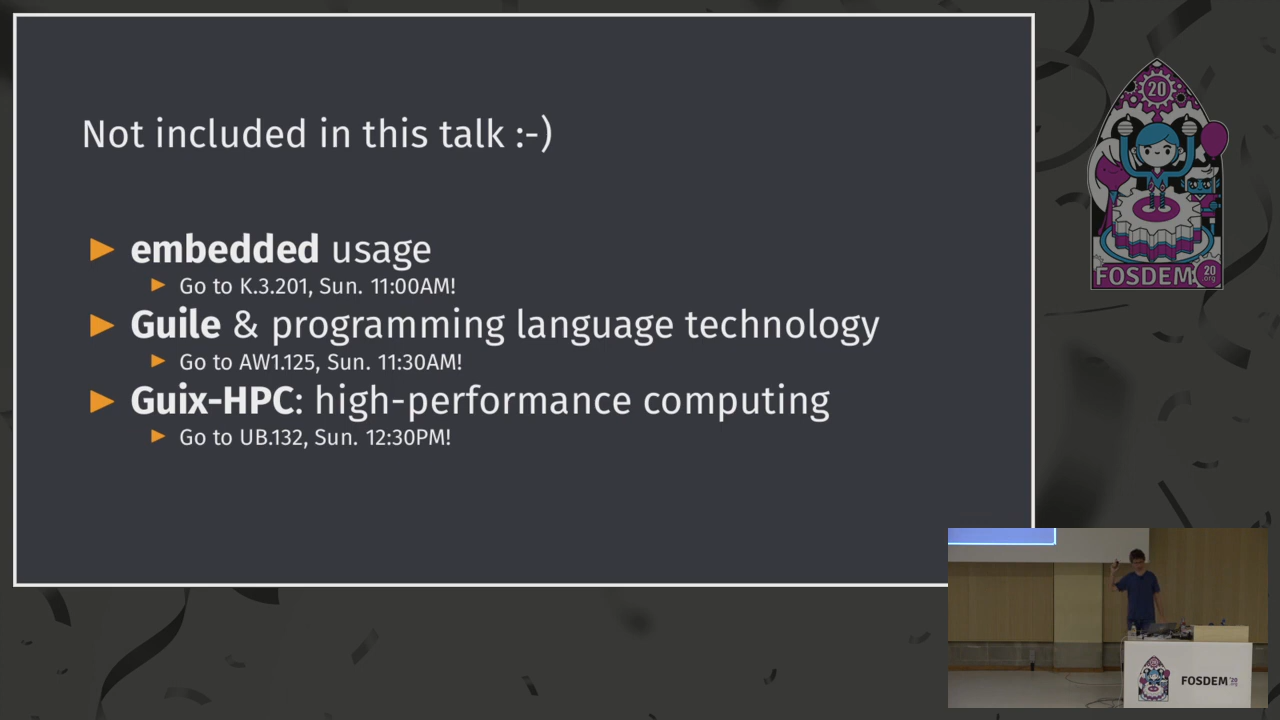 Not included in this talk :-)
▶ embedded usage
▶ Go to K.3.201, Sun. 11:00AM!
▶ Guile & programming language technology
▶ Go to AW1.125, Sun. 11:30AM!
▶ Guix-HPC: high-performance computing
▶ Go to UB.132, Sun. 12:30PM!
20
FOSDEM 20
.org
FOSDEM '20